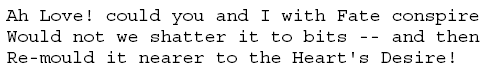 Ah Love! could you and I with Fate conspire
Would not we shatter it to bits -- and then
Re-mould it nearer to the Heart's Desire!